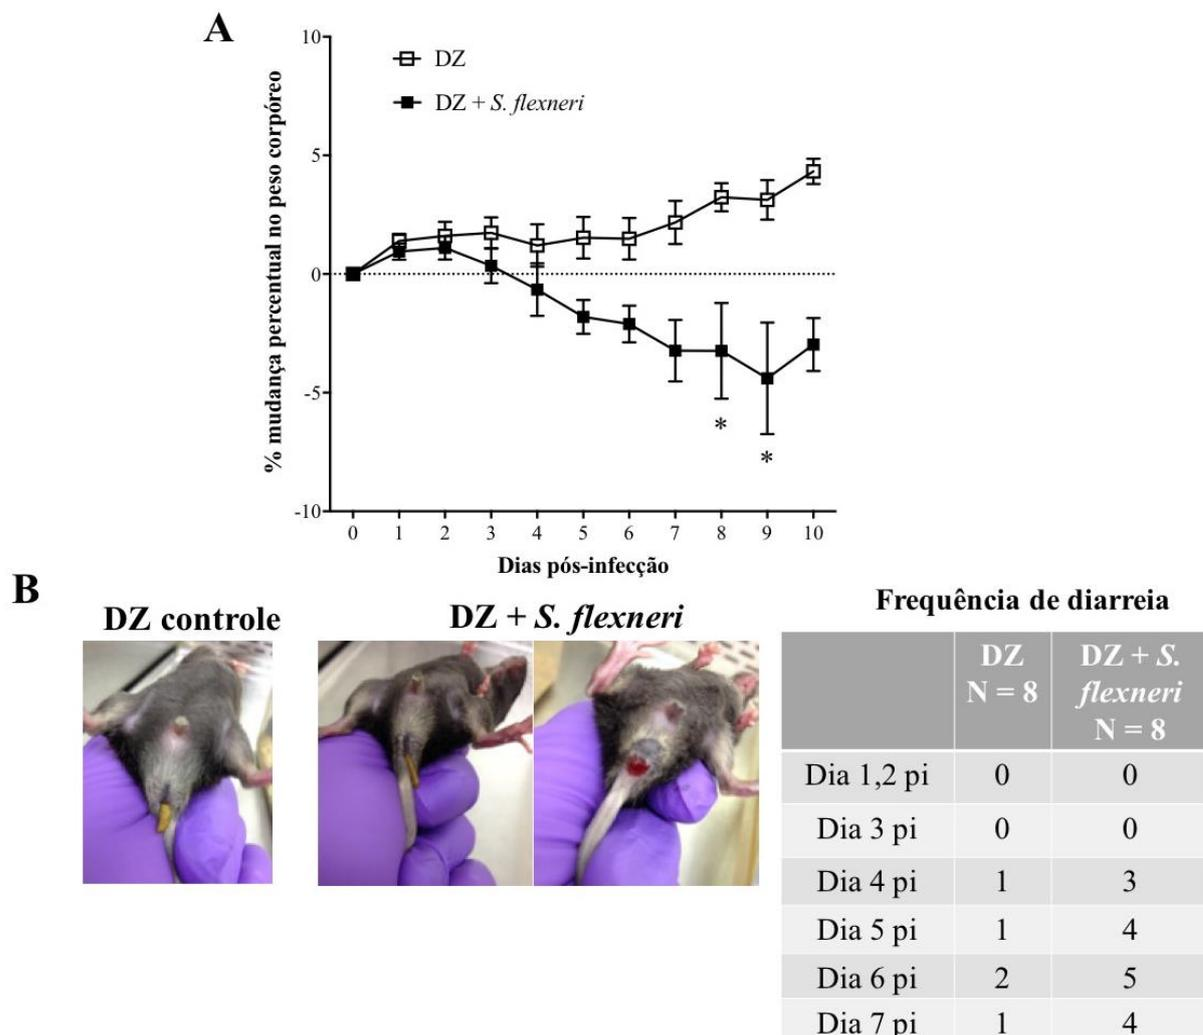 A
10
5
0
-5
-10
% mudança percentual no peso corpóreo
DZ
DZ + S. flexneri
*
*
0 1 2 3 4 5 6 7 8 9 10
Dias pós-infecção
B
DZ controle
DZ + S. flexneri
Frequência de diarreia
DZ
N = 8
DZ + S.
flexneri
N = 8
Dia 1,2 pi 0 0
Dia 3 pi 0 0
Dia 4 pi 1 3
Dia 5 pi 1 4
Dia 6 pi 2 5
Dia 7 pi 1 4